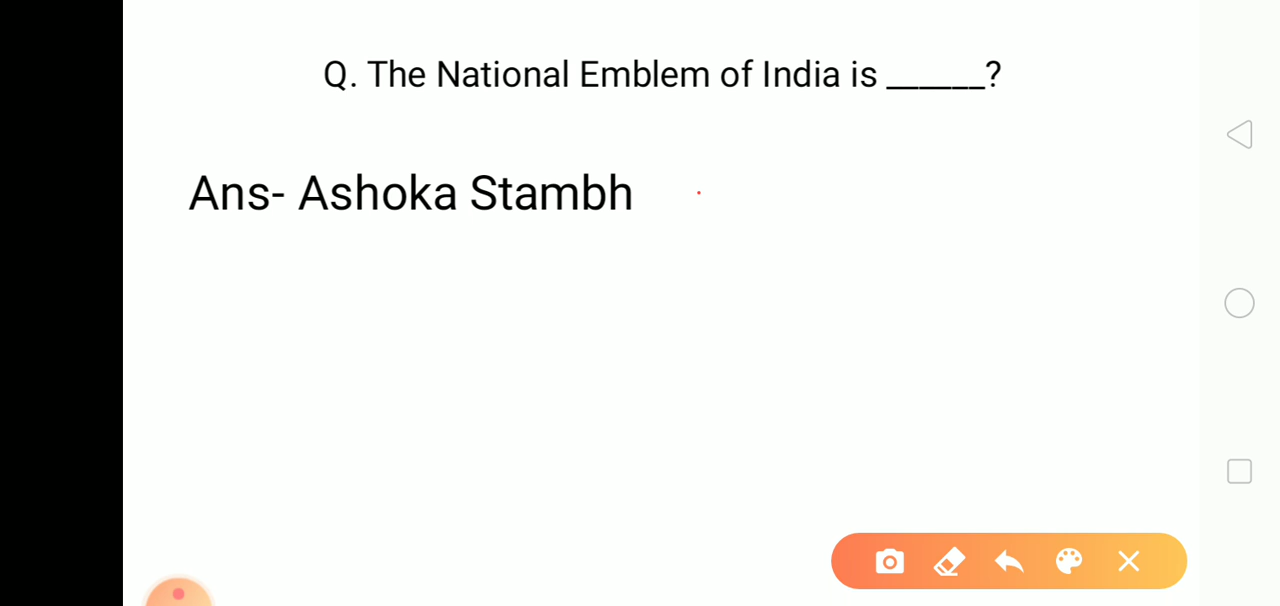 Q. The National Emblem of India is ______?
Ans- Ashoka Stambh